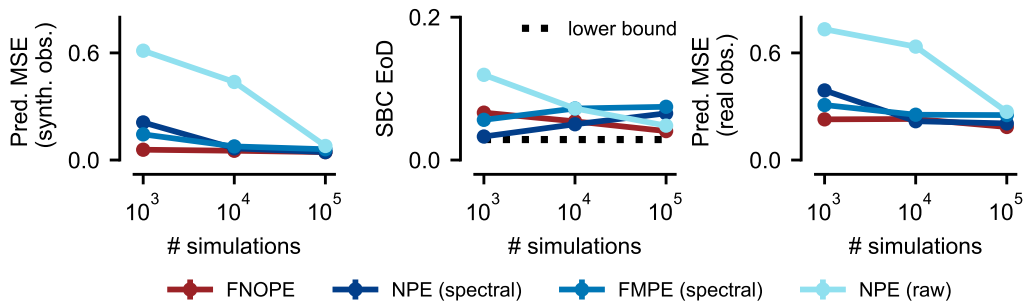 Pred. MSE
(synth. obs.)
0.6
0.0
10^3
10^4
10^5
# simulations
SBC EoD
0.2
0.0
lower bound
10^3
10^4
10^5
# simulations
Pred. MSE
(real obs.)
0.6
0.0
10^3
10^4
10^5
# simulations
FNOPE
NPE (spectral)
FMPE (spectral)
NPE (raw)